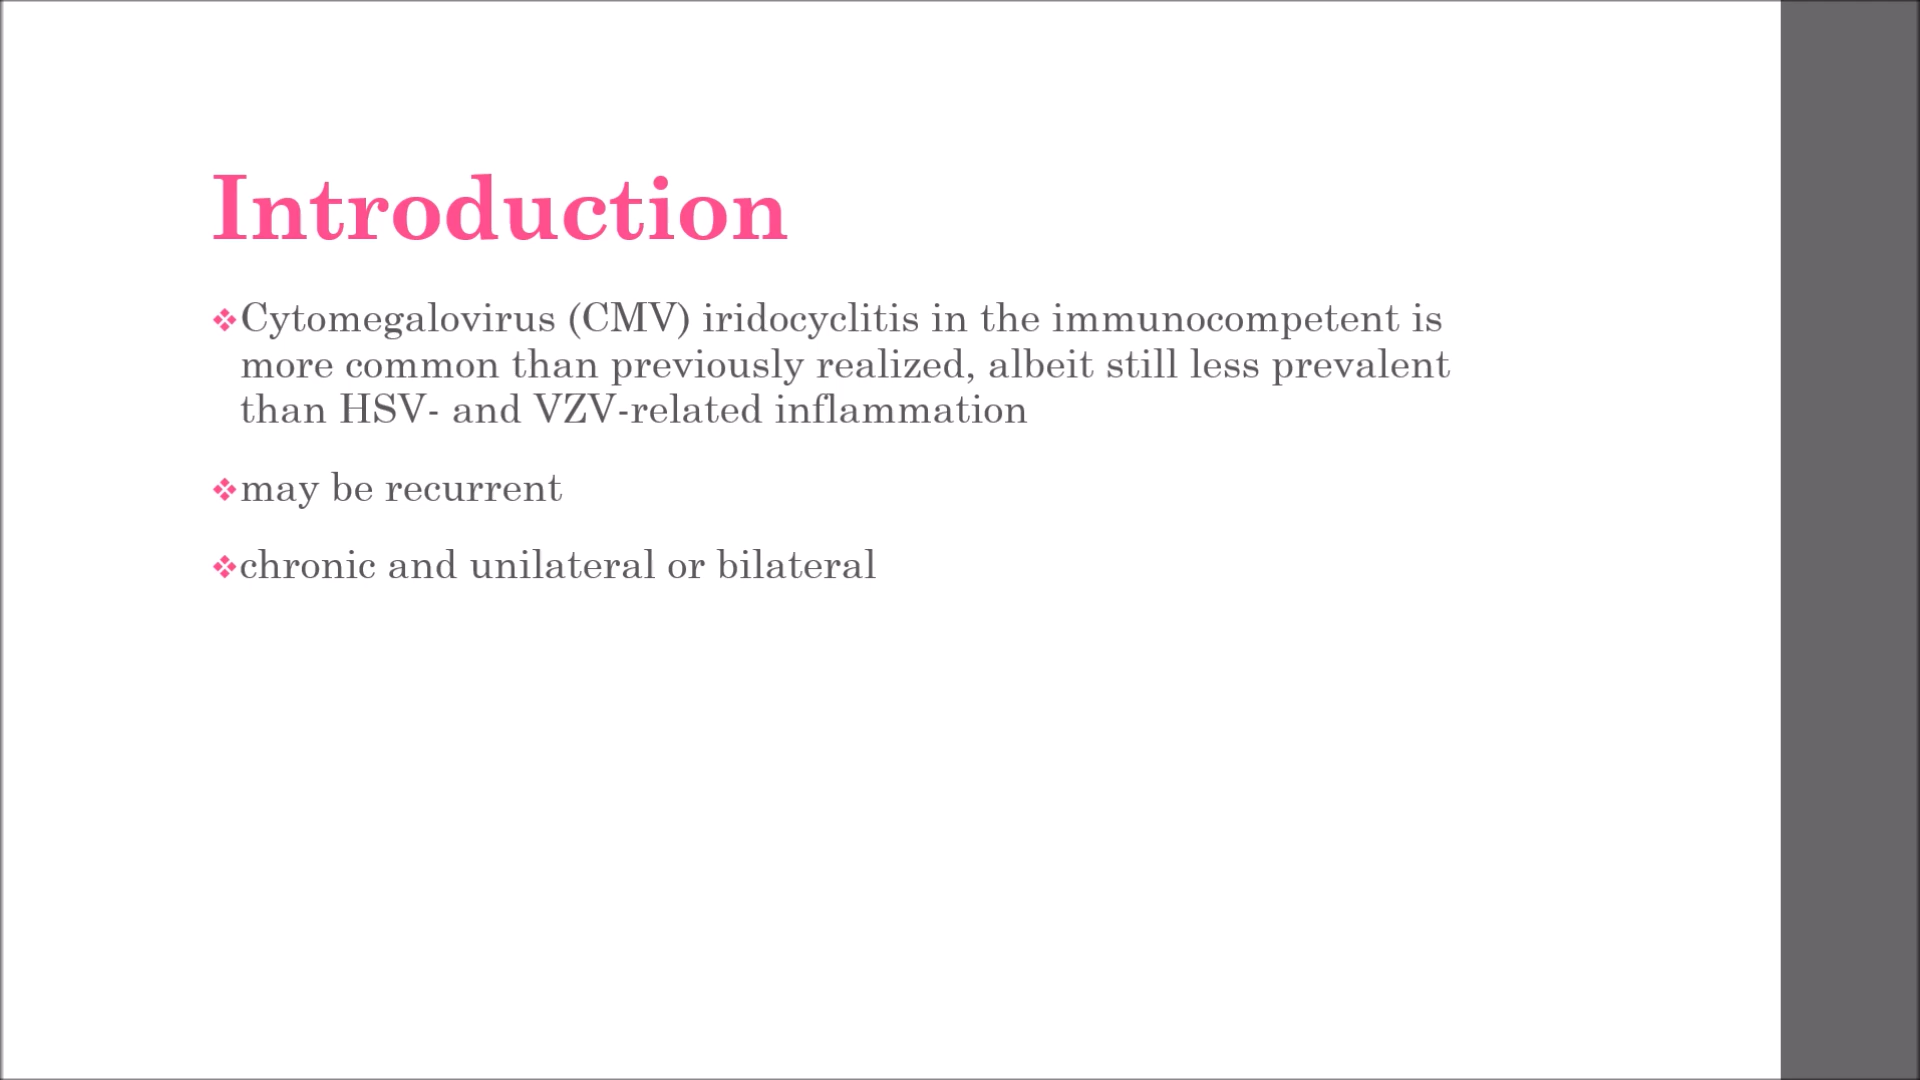 Introduction
❖Cytomegalovirus (CMV) iridocyclitis in the immunocompetent is
more common than previously realized, albeit still less prevalent
than HSV- and VZV-related inflammation
❖may be recurrent
❖chronic and unilateral or bilateral